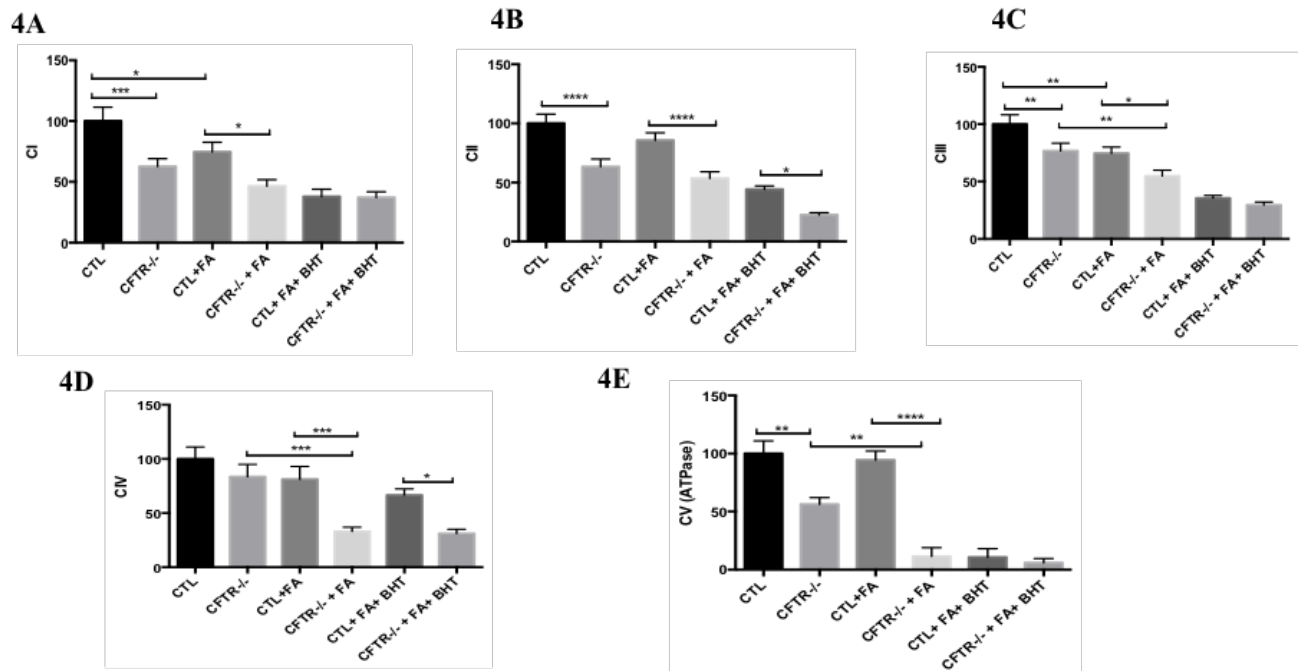 4A
4B
4C
150
100
50
0
CI
*
***
*
CTL
CFTR-/-
CTL+FA
CFTR-/- + FA
CTL+ FA+ BHT
CFTR-/- + FA+ BHT
150
100
50
0
CII
****
****
*
CTL
CFTR-/-
CTL+FA
CFTR-/- + FA
CTL+ FA+ BHT
CFTR-/- + FA+ BHT
150
100
50
0
CIII
**
**
*
**
CTL
CFTR-/-
CTL+FA
CFTR-/- + FA
CTL+ FA+ BHT
CFTR-/- + FA+ BHT
4D
4E
150
100
50
0
CIV
***
***
*
CTL
CFTR-/-
CTL+FA
CFTR-/- + FA
CTL+ FA+ BHT
CFTR-/- + FA+ BHT
150
100
50
0
CV (ATPase)
**
**
****
CTL
CFTR-/-
CTL+FA
CFTR-/- + FA
CTL+ FA+ BHT
CFTR-/- + FA+ BHT